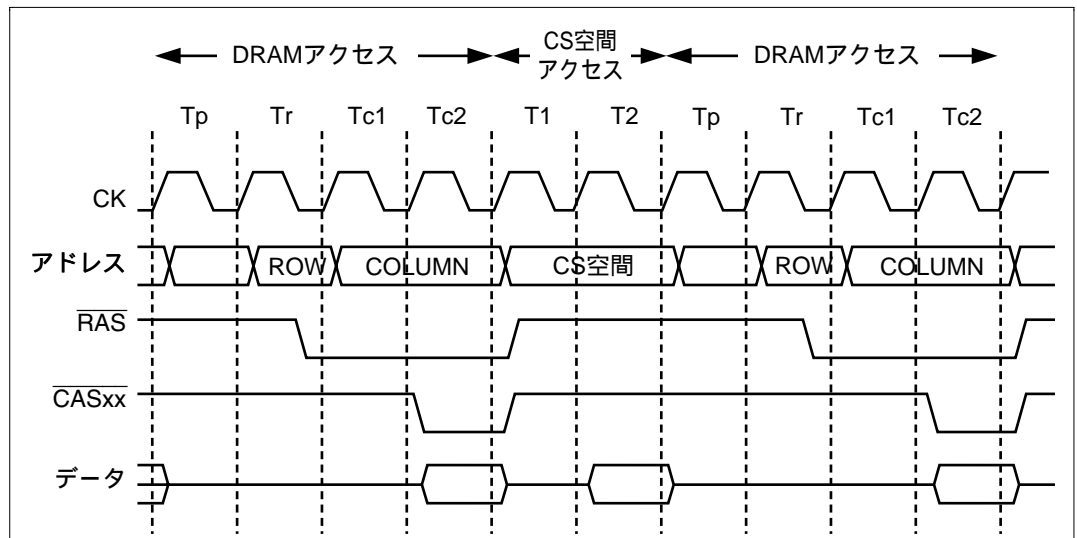 DRAMアクセス CS空間アクセス DRAMアクセス
Tp Tr Tc1 Tc2 T1 T2 Tp Tr Tc1 Tc2
CK
アドレス ROW COLUMN CS空間 ROW COLUMN
RAS
CASxx
データ